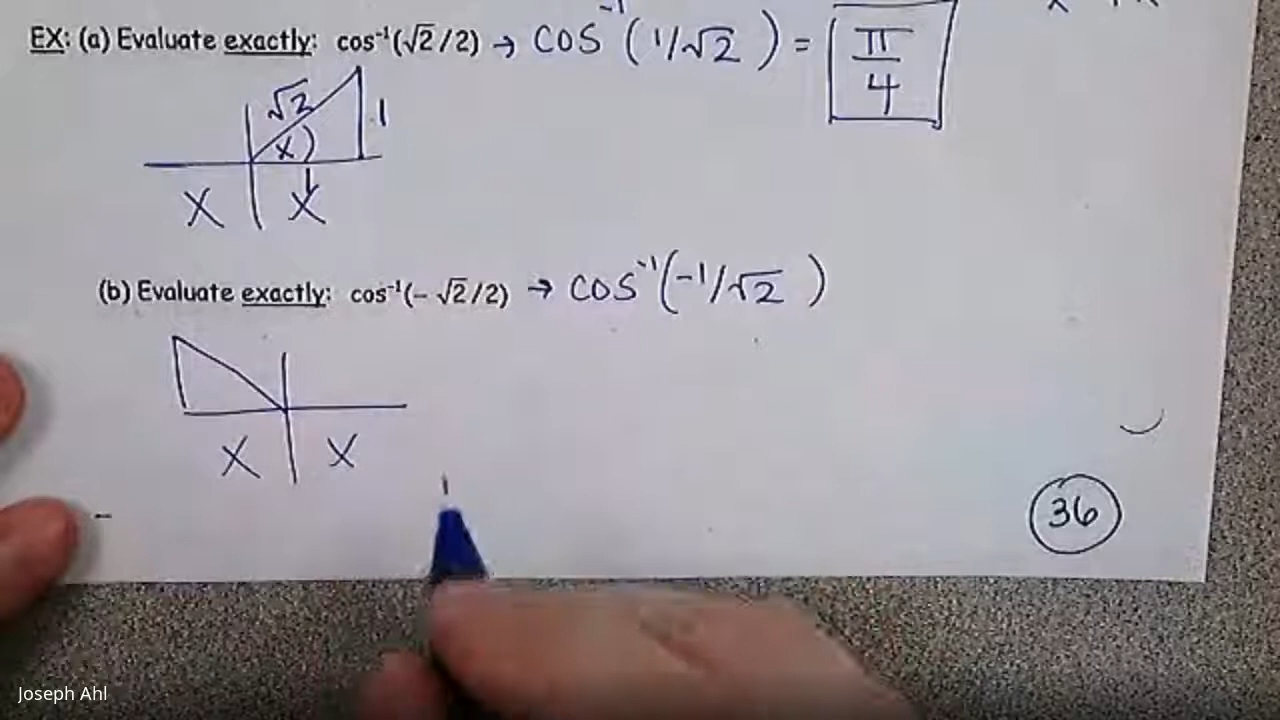 EX: (a) Evaluate exactly: cos⁻¹(√2/2) → COS⁻¹(1/√2) = π/4
√2
1
x
1
X X
(b) Evaluate exactly: cos⁻¹(- √2/2) → COS⁻¹(-1/√2)
X X
36
Joseph Ahl